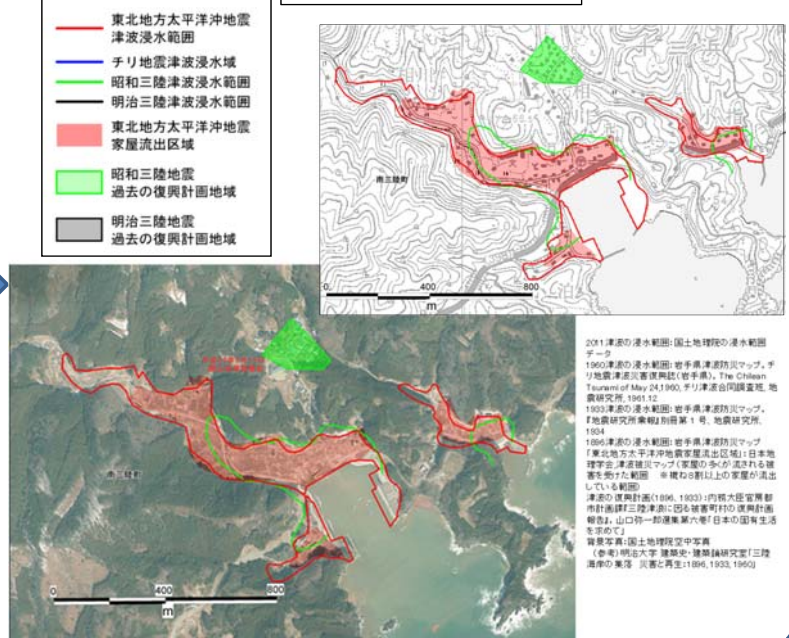 東北地方太平洋沖地震
津波浸水範囲
チリ地震津波浸水域
昭和三陸津波浸水範囲
明治三陸津波浸水範囲
東北地方太平洋沖地震
家屋流出区域
昭和三陸地震
過去の復興計画地域
明治三陸地震
過去の復興計画地域
南三陸町
0 400 800
m
南三陸町
0 400 800
m
2011津波の浸水範囲:国土地理院の浸水範囲
データ
1960津波の浸水範囲:岩手県津波防災マップ。チ
リ地震津波災害復興誌(岩手県)。The Chilean
Tsunami of May 24,1960,チリ津波合同調査班, 地
震研究所,1961.12
1933津波の浸水範囲:岩手県津波防災マップ。
『地震研究所彙報』別冊第1号、地震研究所,
1934
1896津波の浸水範囲:岩手県津波防災マップ
「東北地方太平洋沖地震家屋流出区域」:日本地
理学会津波被災マップ(家屋の多くが流される被
害を受けた範囲 ※概ね8割以上の家屋が流出
している範囲)
津波の復興計画(1896, 1933):内務大臣官房都
市計画課『三陸津浪に因る被害町村の復興計画
報告』, 山口弥一郎選集第六巻『日本の固有生活
を求めて』
背景写真:国土地理院空中写真
(参考)明治大学 建築史・建築論研究室「三陸
海岸の集落 災害と再生:1896,1933,1960」